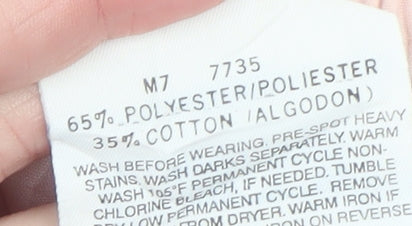 M7 7735
65% POLYESTER/POLIESTER
35% COTTON /ALGODON)
WASH BEFORE WEARING. PRE-SPOT HEAVY
STAINS. WASH DARKS SEPARATELY. WARM
WASH 105°F PERMANENT CYCLE NON-
CHLORINE BLEACH, IF NEEDED. TUMBLE
DRY LOW PERMANENT CYCLE. REMOVE
FROM DRYER. WARM IRON IF
ON REVERSE